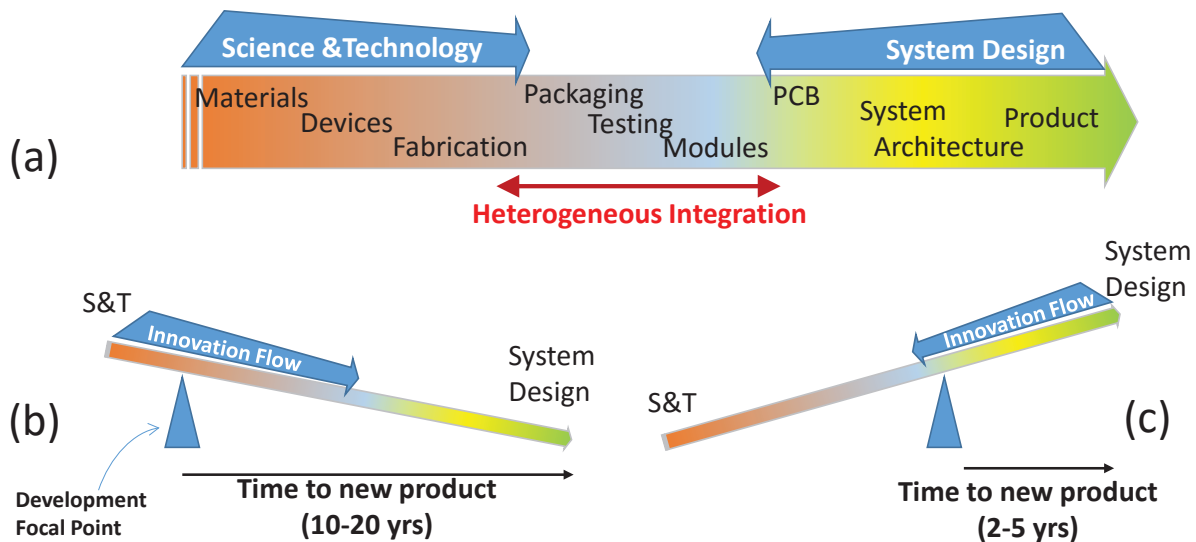 Science &Technology
System Design
Materials
Devices
Fabrication
Packaging
Testing
Modules
PCB
System
Architecture
Product
(a)
Heterogeneous Integration
S&T
Innovation Flow
System
Design
(b)
Development
Focal Point
Time to new product
(10-20 yrs)
System
Design
Innovation Flow
S&T
(c)
Time to new product
(2-5 yrs)